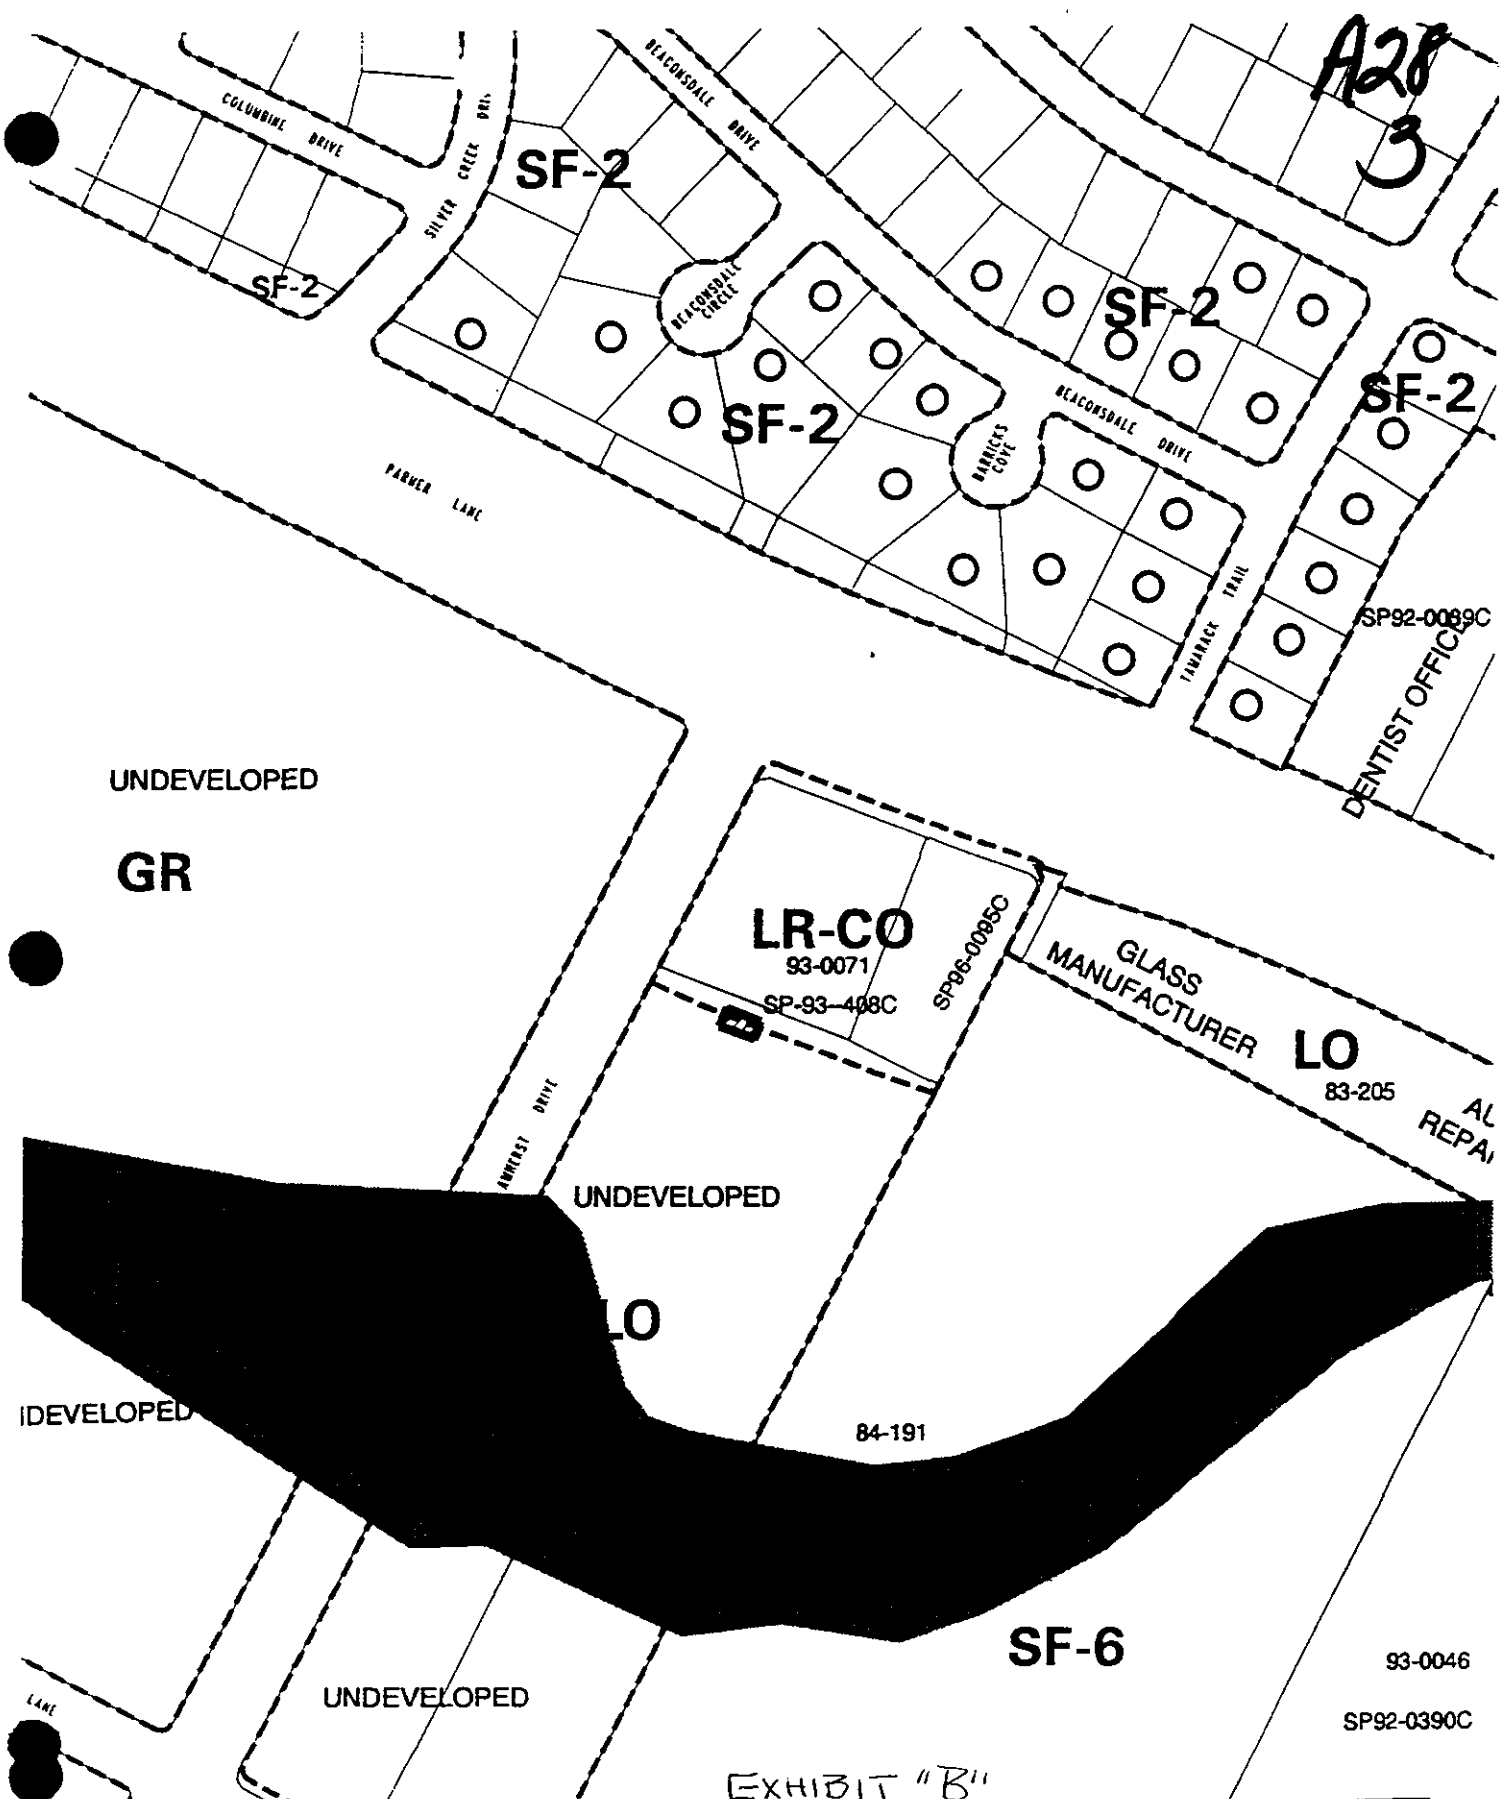 A28
3
COLUMBINE DRIVE
SILVER CREEK
BEACONSDALE DRIVE
SF-2
SF-2
BEACONSDALE
CIRCLE
SF-2
SF-2
SF-2
BEACONSDALE DRIVE
BARRICKS
COVE
PARMER LANE
TAMARACK TRAIL
SP92-0089C
DENTIST OFFICE
UNDEVELOPED
GR
LR-CO
93-0071
SP-93-408C
SP96-0095C
GLASS
MANUFACTURER
LO
83-205
AU
REPAI
AMHERST DRIVE
UNDEVELOPED
LO
IDEVELOPED
84-191
SF-6
93-0046
UNDEVELOPED
SP92-0390C
LANE
EXHIBIT "B"